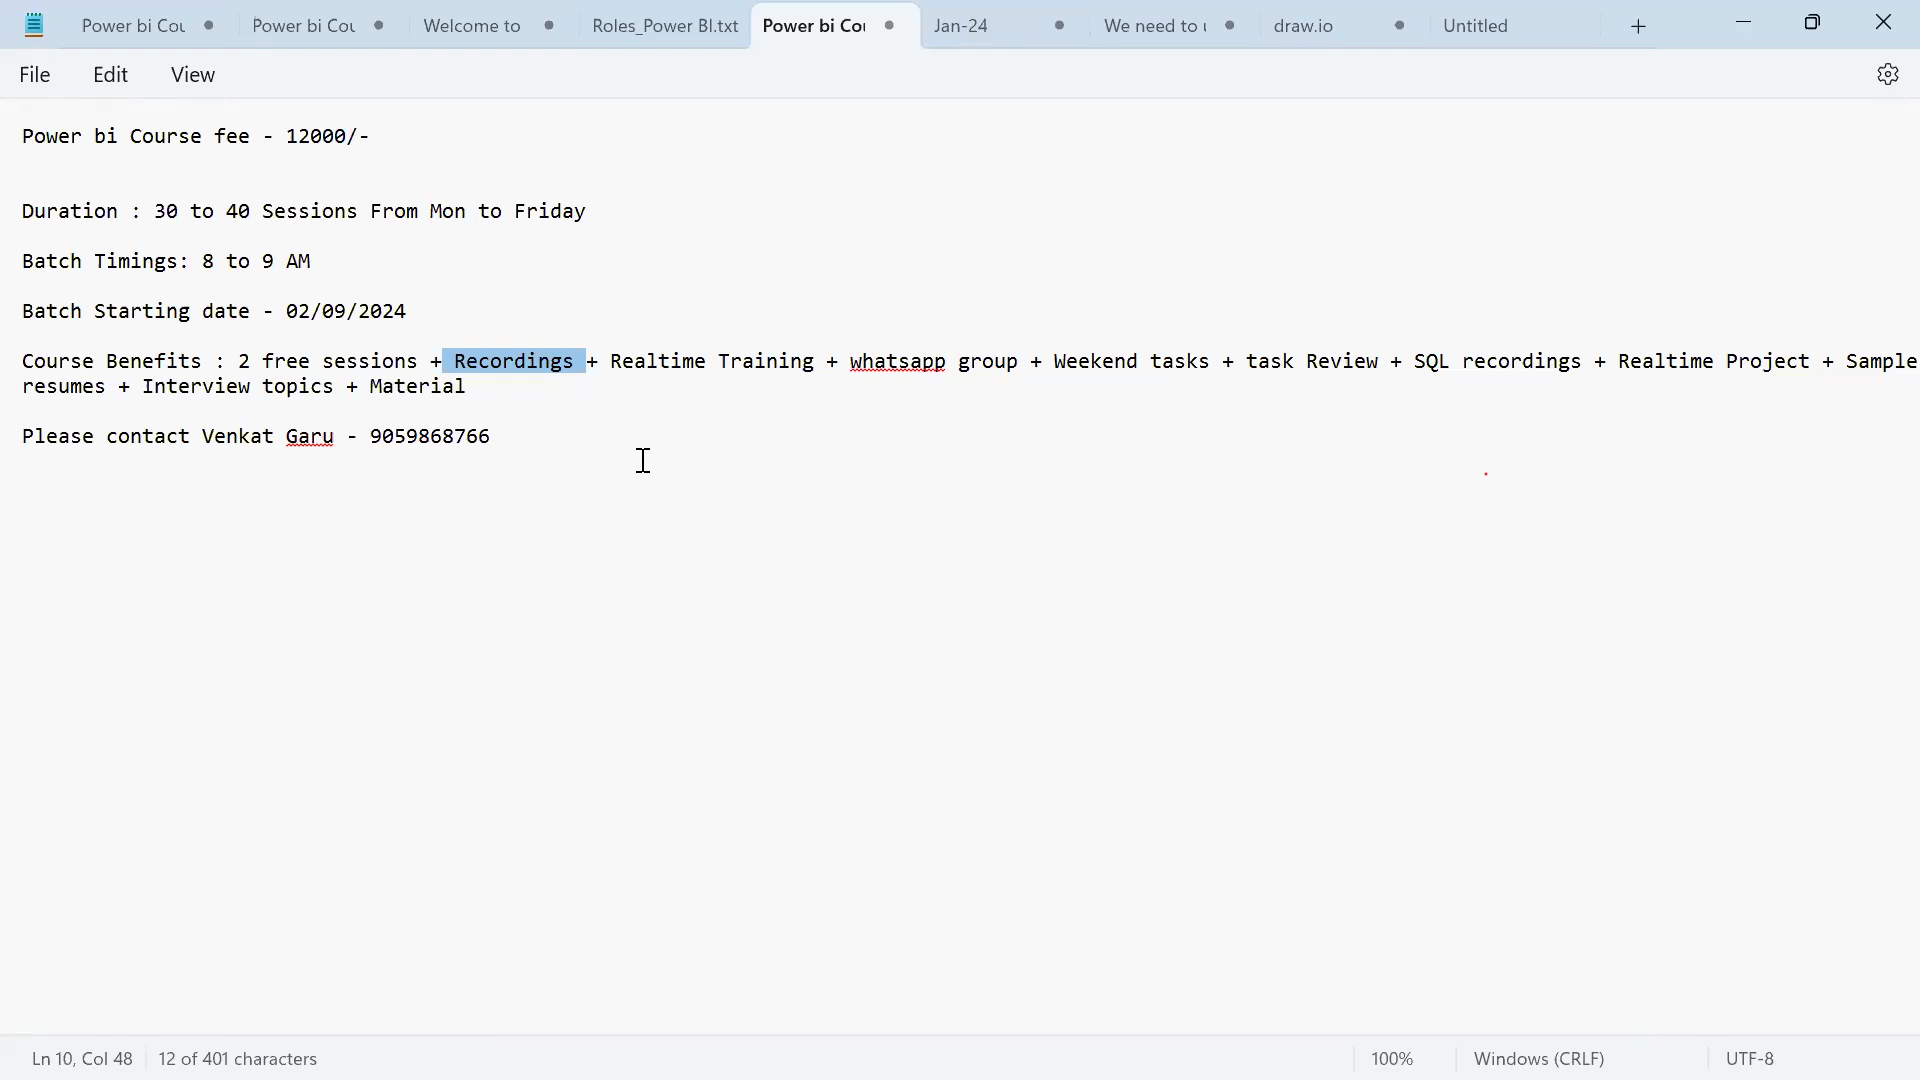 Power bi Cou
Power bi Cou
Welcome to
Roles_Power BI.txt
Power bi Cou
Jan-24
We need to u
draw.io
Untitled
File
Edit
View
Power bi Course fee - 12000/-
Duration : 30 to 40 Sessions From Mon to Friday
Batch Timings: 8 to 9 AM
Batch Starting date - 02/09/2024
Course Benefits : 2 free sessions + Recordings + Realtime Training + whatsapp group + Weekend tasks + task Review + SQL recordings + Realtime Project + Sample
resumes + Interview topics + Material
Please contact Venkat Garu - 9059868766
Ln 10, Col 48
12 of 401 characters
100%
Windows (CRLF)
UTF-8